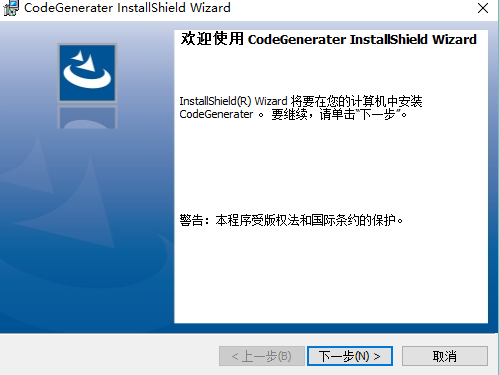 CodeGenerater InstallShield Wizard
欢迎使用 CodeGenerater InstallShield Wizard
InstallShield(R) Wizard 将要在您的计算机中安装
CodeGenerater 。 要继续，请单击“下一步”。
警告：本程序受版权法和国际条约的保护。
< 上一步(B)
下一步(N) >
取消